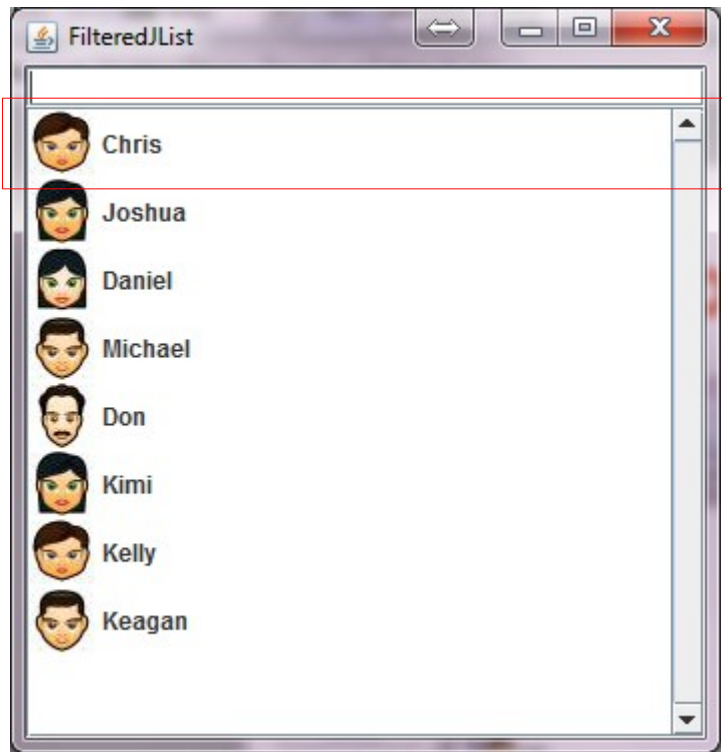 FilteredJList
Chris
Joshua
Daniel
Michael
Don
Kimi
Kelly
Keagan